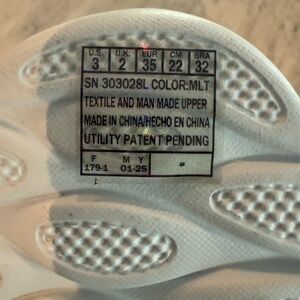 U.S. U.K. EUR CM BRA
3 2 35 22 32
SN 303028L COLOR:MLT
TEXTILE AND MAN MADE UPPER
MADE IN CHINA/HECHO EN CHINA
UTILITY PATENT PENDING
F M Y
179-1 01-25